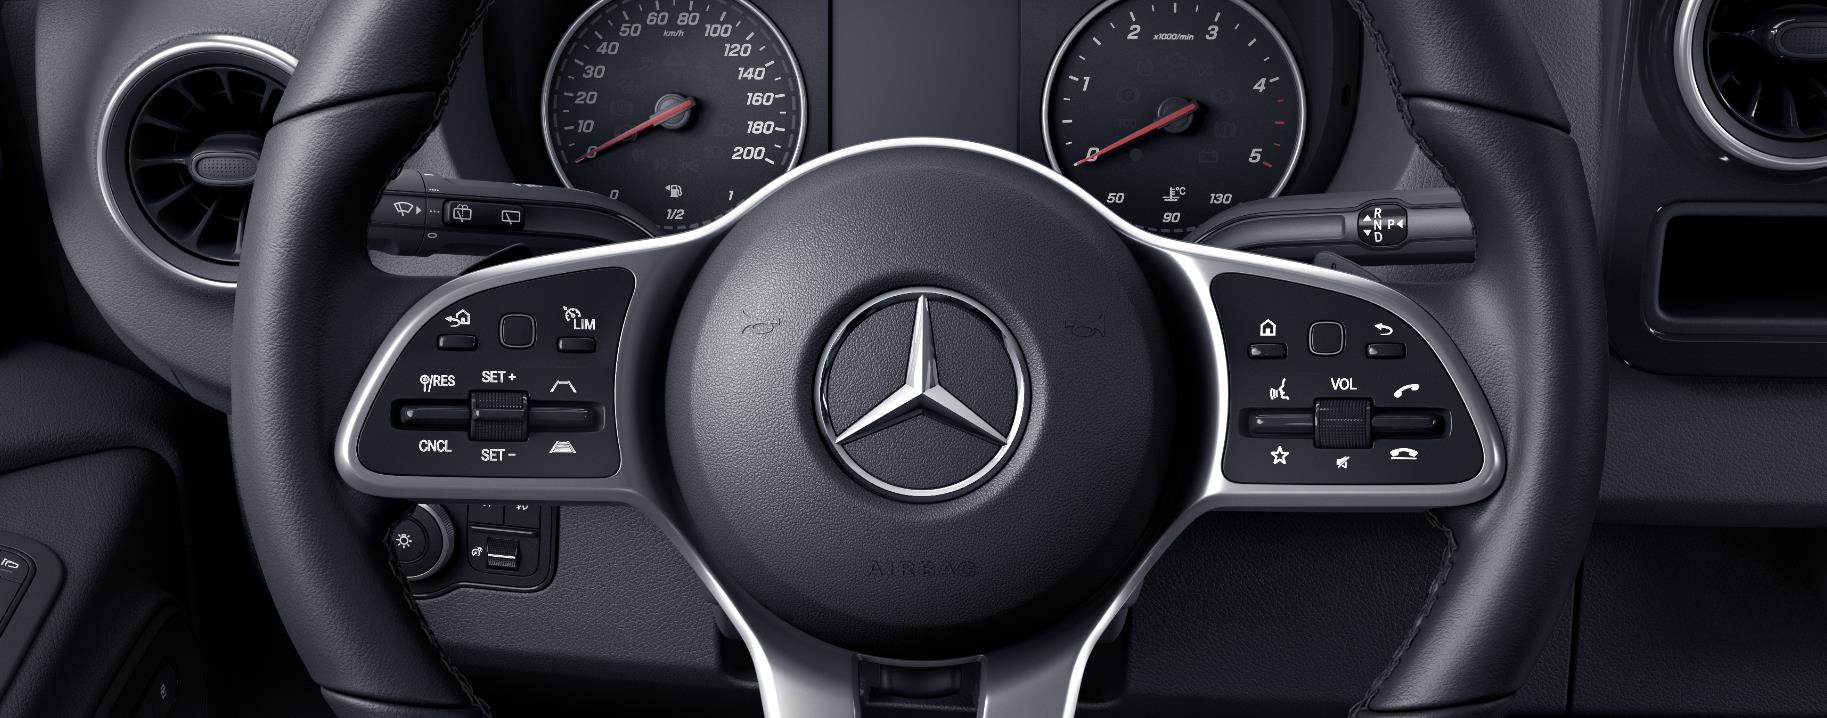 60 80
50 km/h 100
40 120
30 140
20 160
10 180
0 200
0 1
1/2
2 x1000/min 3
1 4
0 5
°C
50 130
90
R
N P
D
LIM
RES SET +
CNCL SET -
VOL
AIRBAG